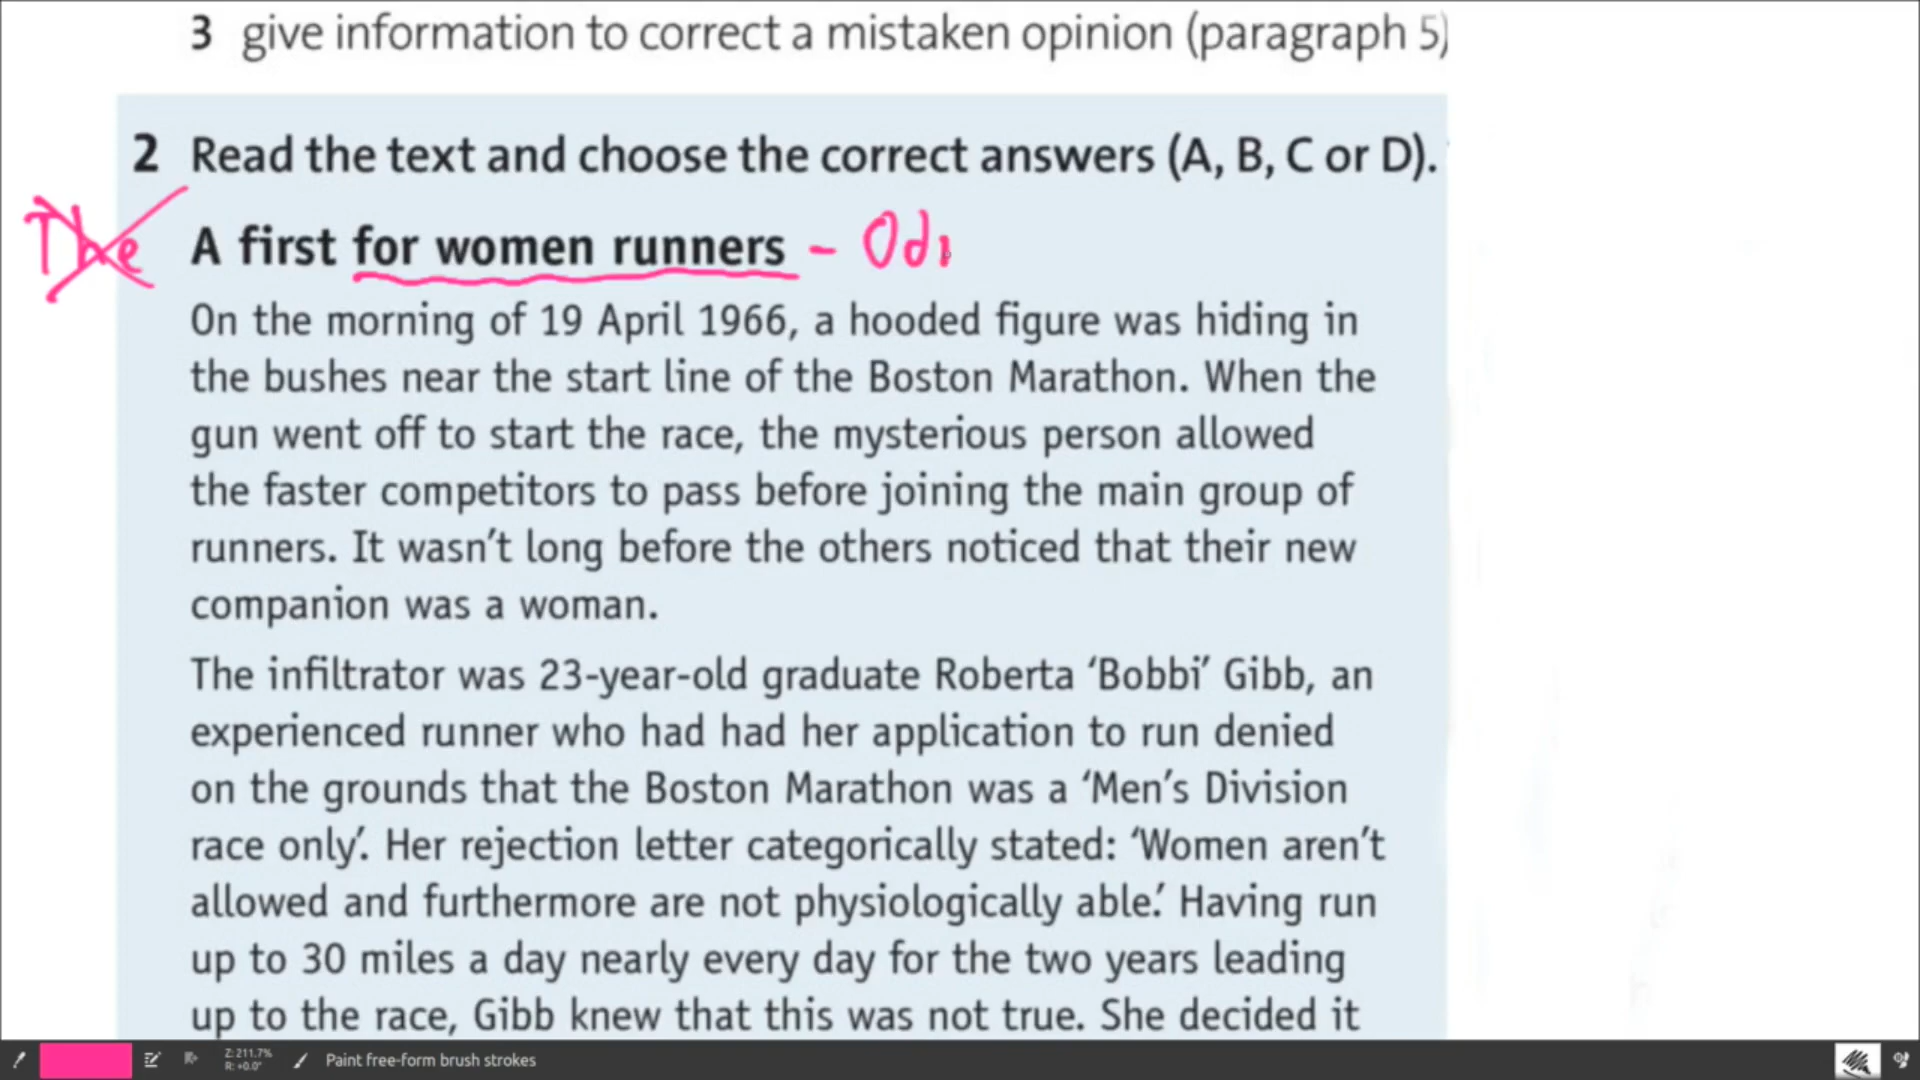 3 give information to correct a mistaken opinion (paragraph 5)
2 Read the text and choose the correct answers (A, B, C or D).
The A first for women runners - Odi
On the morning of 19 April 1966, a hooded figure was hiding in
the bushes near the start line of the Boston Marathon. When the
gun went off to start the race, the mysterious person allowed
the faster competitors to pass before joining the main group of
runners. It wasn't long before the others noticed that their new
companion was a woman.
The infiltrator was 23-year-old graduate Roberta ‘Bobbi’ Gibb, an
experienced runner who had had her application to run denied
on the grounds that the Boston Marathon was a ‘Men’s Division
race only’. Her rejection letter categorically stated: ‘Women aren’t
allowed and furthermore are not physiologically able.’ Having run
up to 30 miles a day nearly every day for the two years leading
up to the race, Gibb knew that this was not true. She decided it
Z: 211.7%
R: +0.0°
Paint free-form brush strokes